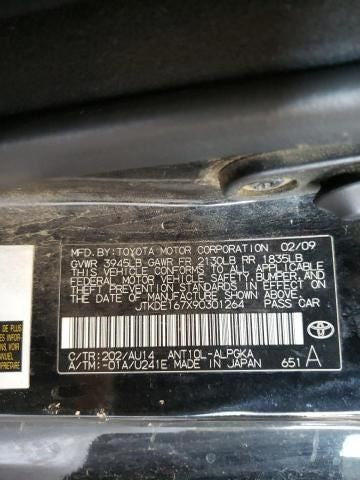 MFD. BY: TOYOTA MOTOR CORPORATION 02/09
GVWR 3945LB GAWR FR 2130LB RR 1835LB
THIS VEHICLE CONFORMS TO ALL APPLICABLE
FEDERAL MOTOR VEHICLE SAFETY, BUMPER, AND
THEFT PREVENTION STANDARDS IN EFFECT ON
THE DATE OF MANUFACTURE SHOWN ABOVE.
JTKDE167X90301264 PASS CAR
TOYOTA
C/TR: 202/AU14 ANT10L-ALPGKA
A/TM: -01A/U241E MADE IN JAPAN 651 A